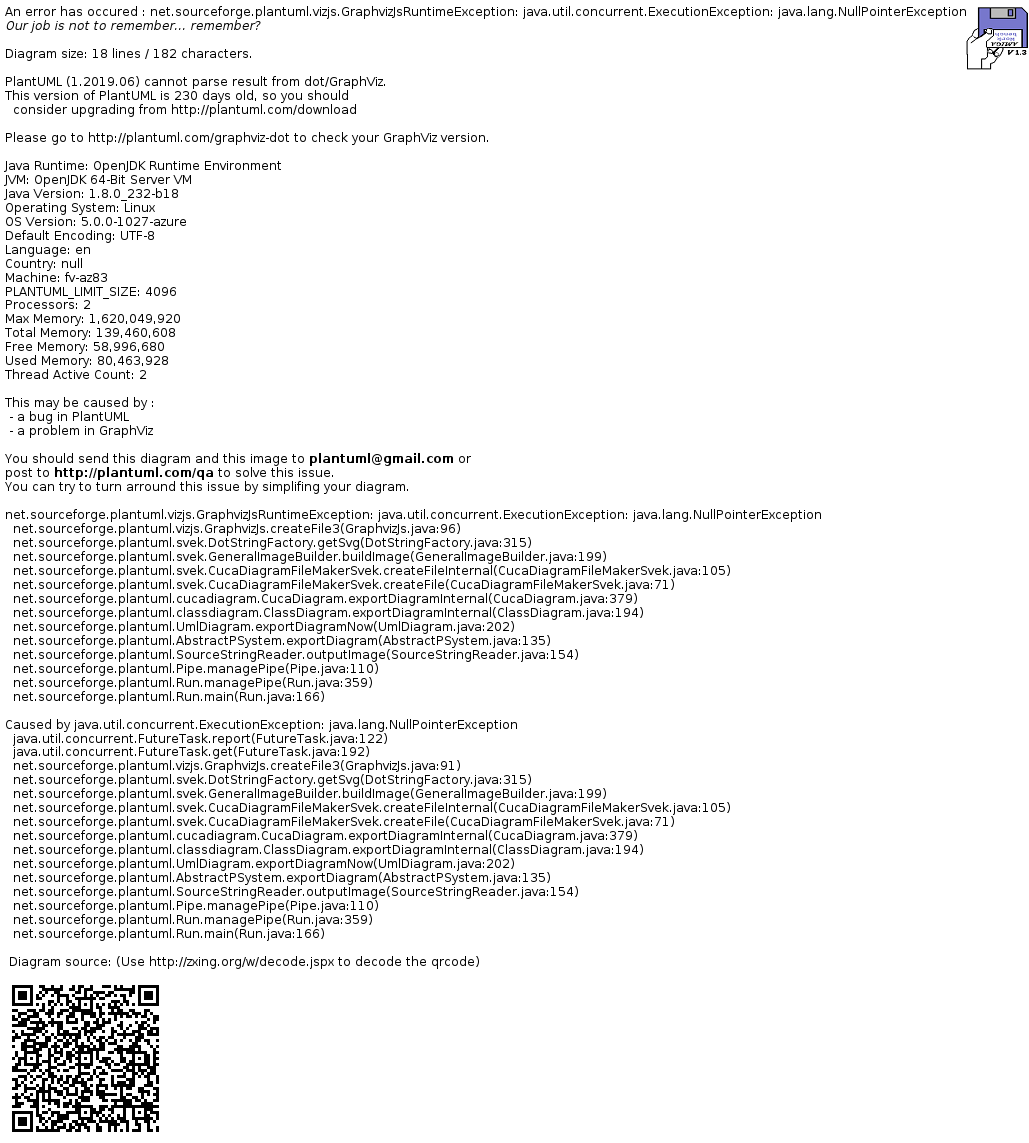 An error has occured : net.sourceforge.plantuml.vizjs.GraphvizJsRuntimeException: java.util.concurrent.ExecutionException: java.lang.NullPointerException
Our job is not to remember... remember?
V 1.3
Diagram size: 18 lines / 182 characters.
PlantUML (1.2019.06) cannot parse result from dot/GraphViz.
This version of PlantUML is 230 days old, so you should
consider upgrading from http://plantuml.com/download
Please go to http://plantuml.com/graphviz-dot to check your GraphViz version.
Java Runtime: OpenJDK Runtime Environment
JVM: OpenJDK 64-Bit Server VM
Java Version: 1.8.0_232-b18
Operating System: Linux
OS Version: 5.0.0-1027-azure
Default Encoding: UTF-8
Language: en
Country: null
Machine: fv-az83
PLANTUML_LIMIT_SIZE: 4096
Processors: 2
Max Memory: 1,620,049,920
Total Memory: 139,460,608
Free Memory: 58,996,680
Used Memory: 80,463,928
Thread Active Count: 2
This may be caused by :
- a bug in PlantUML
- a problem in GraphViz
You should send this diagram and this image to plantuml@gmail.com or
post to http://plantuml.com/qa to solve this issue.
You can try to turn arround this issue by simplifing your diagram.
net.sourceforge.plantuml.vizjs.GraphvizJsRuntimeException: java.util.concurrent.ExecutionException: java.lang.NullPointerException
net.sourceforge.plantuml.vizjs.GraphvizJs.createFile3(GraphvizJs.java:96)
net.sourceforge.plantuml.svek.DotStringFactory.getSvg(DotStringFactory.java:315)
net.sourceforge.plantuml.svek.GeneralImageBuilder.buildImage(GeneralImageBuilder.java:199)
net.sourceforge.plantuml.svek.CucaDiagramFileMakerSvek.createFileInternal(CucaDiagramFileMakerSvek.java:105)
net.sourceforge.plantuml.svek.CucaDiagramFileMakerSvek.createFile(CucaDiagramFileMakerSvek.java:71)
net.sourceforge.plantuml.cucadiagram.CucaDiagram.exportDiagramInternal(CucaDiagram.java:379)
net.sourceforge.plantuml.classdiagram.ClassDiagram.exportDiagramInternal(ClassDiagram.java:194)
net.sourceforge.plantuml.UmlDiagram.exportDiagramNow(UmlDiagram.java:202)
net.sourceforge.plantuml.AbstractPSystem.exportDiagram(AbstractPSystem.java:135)
net.sourceforge.plantuml.SourceStringReader.outputImage(SourceStringReader.java:154)
net.sourceforge.plantuml.Pipe.managePipe(Pipe.java:110)
net.sourceforge.plantuml.Run.managePipe(Run.java:359)
net.sourceforge.plantuml.Run.main(Run.java:166)
Caused by java.util.concurrent.ExecutionException: java.lang.NullPointerException
java.util.concurrent.FutureTask.report(FutureTask.java:122)
java.util.concurrent.FutureTask.get(FutureTask.java:192)
net.sourceforge.plantuml.vizjs.GraphvizJs.createFile3(GraphvizJs.java:91)
net.sourceforge.plantuml.svek.DotStringFactory.getSvg(DotStringFactory.java:315)
net.sourceforge.plantuml.svek.GeneralImageBuilder.buildImage(GeneralImageBuilder.java:199)
net.sourceforge.plantuml.svek.CucaDiagramFileMakerSvek.createFileInternal(CucaDiagramFileMakerSvek.java:105)
net.sourceforge.plantuml.svek.CucaDiagramFileMakerSvek.createFile(CucaDiagramFileMakerSvek.java:71)
net.sourceforge.plantuml.cucadiagram.CucaDiagram.exportDiagramInternal(CucaDiagram.java:379)
net.sourceforge.plantuml.classdiagram.ClassDiagram.exportDiagramInternal(ClassDiagram.java:194)
net.sourceforge.plantuml.UmlDiagram.exportDiagramNow(UmlDiagram.java:202)
net.sourceforge.plantuml.AbstractPSystem.exportDiagram(AbstractPSystem.java:135)
net.sourceforge.plantuml.SourceStringReader.outputImage(SourceStringReader.java:154)
net.sourceforge.plantuml.Pipe.managePipe(Pipe.java:110)
net.sourceforge.plantuml.Run.managePipe(Run.java:359)
net.sourceforge.plantuml.Run.main(Run.java:166)
Diagram source: (Use http://zxing.org/w/decode.jspx to decode the qrcode)